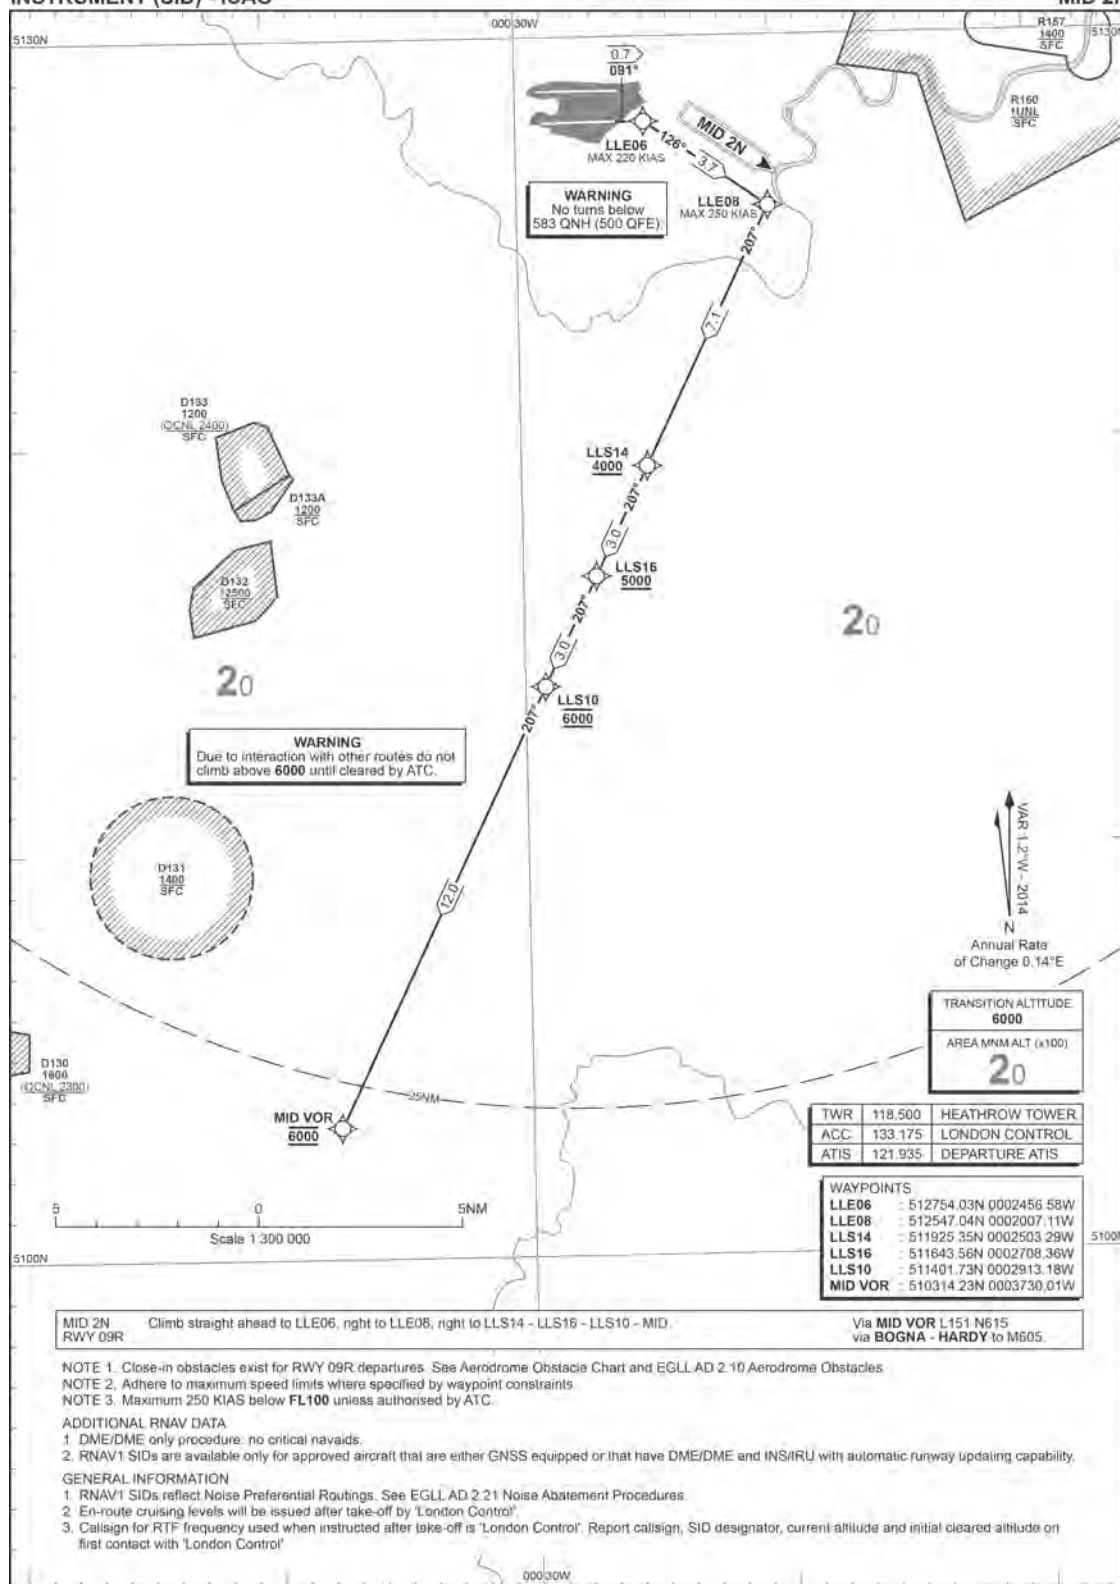 INSTRUMENT (SID) - ICAO
000 30W
5130N
R157
1400
SFC
5130N
0.7
091°
R160
UNL
SFC
MID 2N
LLE06
MAX 220 KIAS
126°
3.7
WARNING
No turns below
583 QNH (500 QFE).
LLE08
MAX 250 KIAS
207°
7.1
D133
1200
(OCNL 2400)
SFC
D133A
1200
SFC
LLS14
4000
207°
3.0
LLS16
5000
D132
12500
SFC
207°
3.0
20
20
LLS10
6000
207°
WARNING
Due to interaction with other routes do not
climb above 6000 until cleared by ATC.
D131
1400
SFC
12.0
VAR 1.2°W - 2014
N
Annual Rate
of Change 0.14°E
TRANSITION ALTITUDE
6000
AREA MNM ALT (x100)
20
D130
1600
(OCNL 2300)
SFC
25NM
MID VOR
6000
TWR 118.500 HEATHROW TOWER
ACC 133.175 LONDON CONTROL
ATIS 121.935 DEPARTURE ATIS
WAYPOINTS
LLE06 : 512754.03N 0002456.58W
LLE08 : 512547.04N 0002007.11W
LLS14 : 511925.35N 0002503.29W
LLS16 : 511643.56N 0002708.36W
LLS10 : 511401.73N 0002913.18W
MID VOR : 510314.23N 0003730.01W
5 0 5NM
Scale 1:300 000
5100N
5100N
MID 2N Climb straight ahead to LLE06, right to LLE08, right to LLS14 - LLS16 - LLS10 - MID. Via MID VOR L151 N615
RWY 09R via BOGNA - HARDY to M605.
NOTE 1. Close-in obstacles exist for RWY 09R departures. See Aerodrome Obstacle Chart and EGLL AD 2.10 Aerodrome Obstacles
NOTE 2. Adhere to maximum speed limits where specified by waypoint constraints.
NOTE 3. Maximum 250 KIAS below FL100 unless authorised by ATC.
ADDITIONAL RNAV DATA
1. DME/DME only procedure: no critical navaids.
2. RNAV1 SIDs are available only for approved aircraft that are either GNSS equipped or that have DME/DME and INS/IRU with automatic runway updating capability.
GENERAL INFORMATION
1. RNAV1 SIDs reflect Noise Preferential Routings. See EGLL AD 2.21 Noise Abatement Procedures.
2. En-route cruising levels will be issued after take-off by 'London Control'.
3. Callsign for RTF frequency used when instructed after take-off is 'London Control'. Report callsign, SID designator, current altitude and initial cleared altitude on
first contact with 'London Control'
000 30W